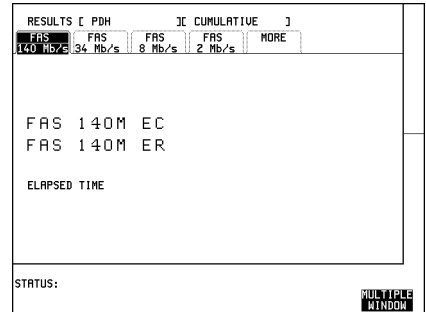 RESULTS [ PDH ][ CUMULATIVE ]
FAS 140 Mb/s FAS 34 Mb/s FAS 8 Mb/s FAS 2 Mb/s MORE
FAS 140M EC
FAS 140M ER
ELAPSED TIME
STATUS:
MULTIPLE WINDOW